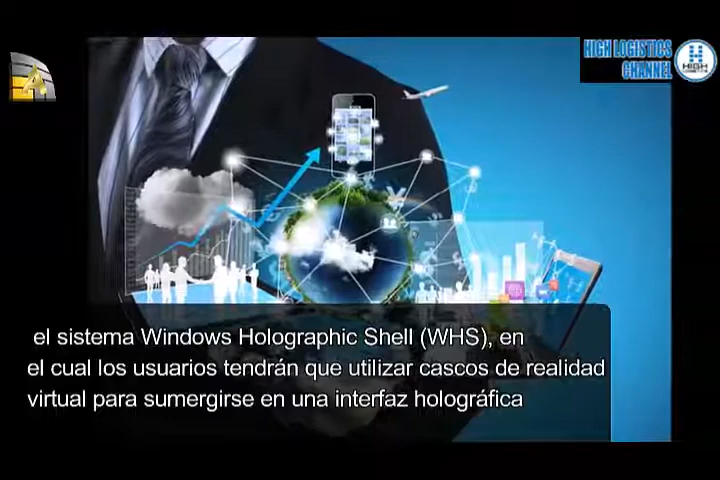 HIGH LOGISTICS
CHANNEL
HIGH
el sistema Windows Holographic Shell (WHS), en
el cual los usuarios tendrán que utilizar cascos de realidad
virtual para sumergirse en una interfaz holográfica